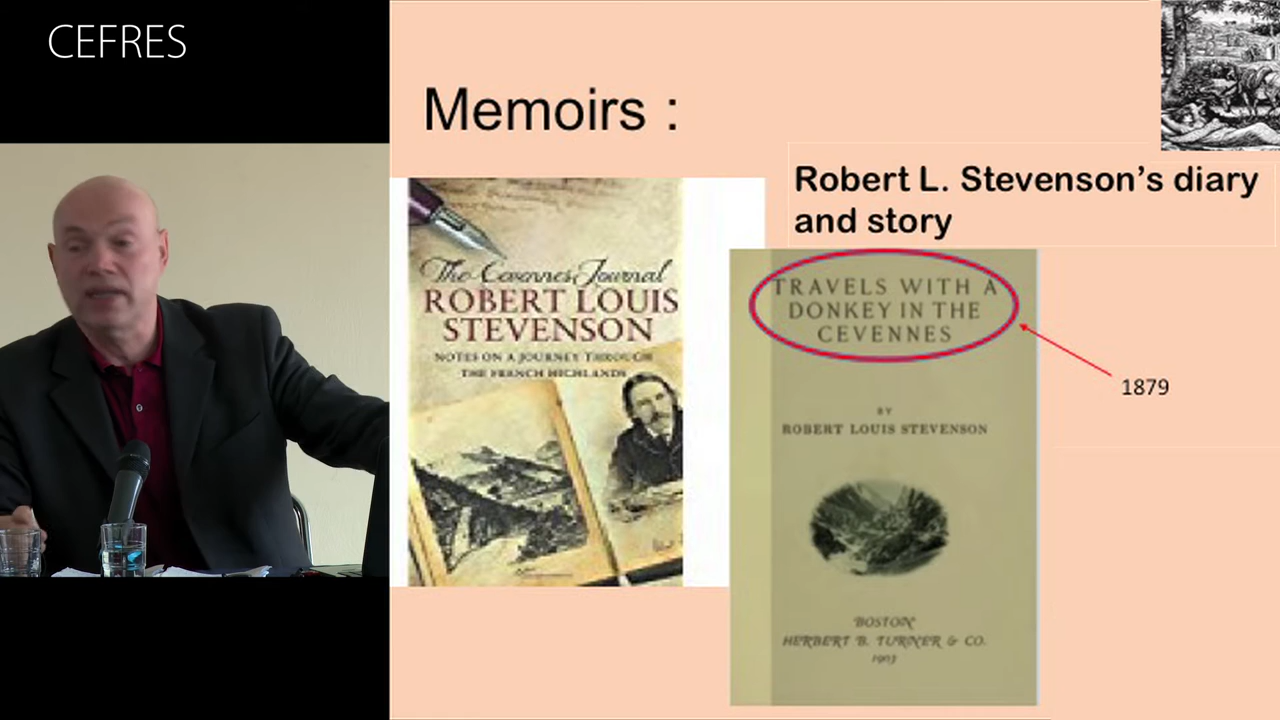 CEFRES
Memoirs :
Robert L. Stevenson’s diary
and story
The Cevennes Journal
ROBERT LOUIS
STEVENSON
NOTES ON A JOURNEY THROUGH
THE FRENCH HIGHLANDS
TRAVELS WITH A
DONKEY IN THE
CEVENNES
1879
BY
ROBERT LOUIS STEVENSON
BOSTON
HERBERT B. TURNER & CO.
1903